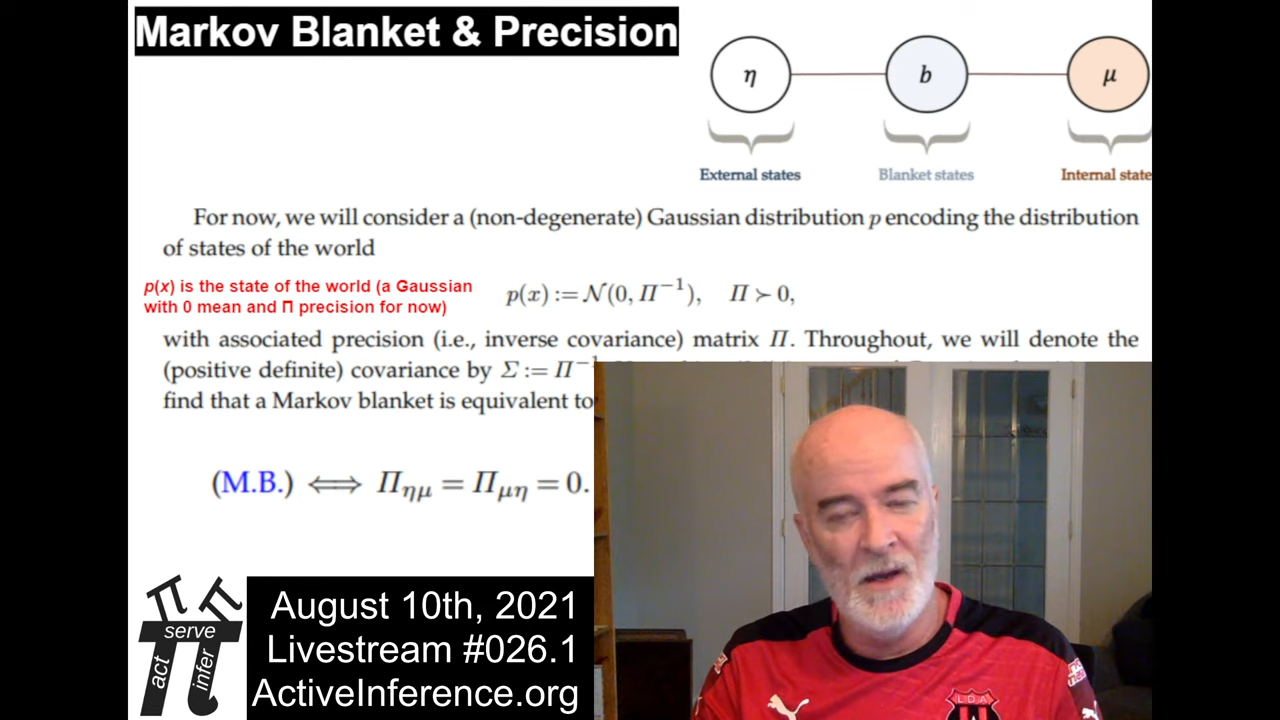 Markov Blanket & Precision
η b μ
External states Blanket states Internal state
For now, we will consider a (non-degenerate) Gaussian distribution p encoding the distribution
of states of the world
p(x) is the state of the world (a Gaussian
with 0 mean and Π precision for now)
p(x) := N(0, Π⁻¹), Π ≻ 0,
with associated precision (i.e., inverse covariance) matrix Π. Throughout, we will denote the
(positive definite) covariance by Σ := Π⁻¹
find that a Markov blanket is equivalent to
(M.B.) ⟺ Π_ημ = Π_μη = 0.
serve
act
infer
August 10th, 2021
Livestream #026.1
ActiveInference.org
LDA